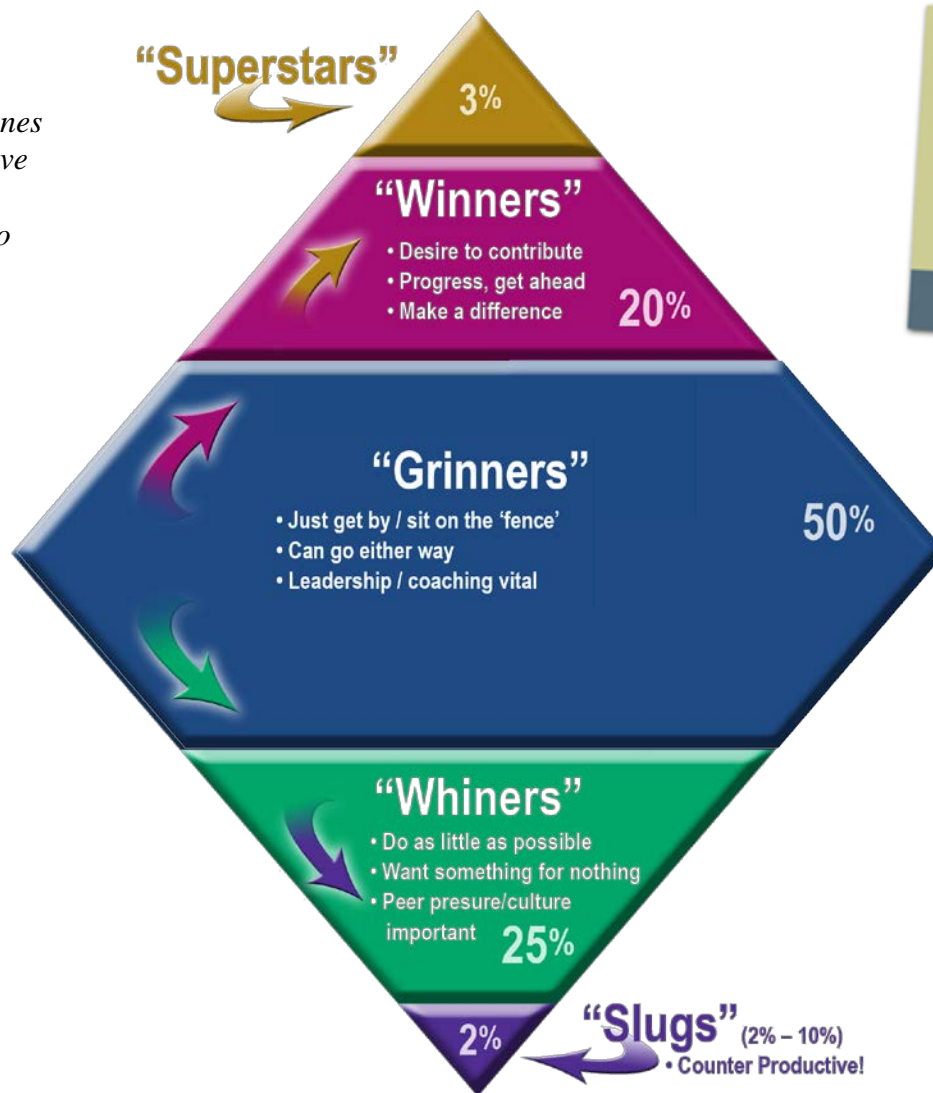 “Superstars”
3%
nes
ve
o
“Winners”
• Desire to contribute
• Progress, get ahead
• Make a difference
20%
“Grinners”
• Just get by / sit on the ‘fence’
• Can go either way
• Leadership / coaching vital
50%
“Whiners”
• Do as little as possible
• Want something for nothing
• Peer presure/culture
important
25%
2%
“Slugs” (2% – 10%)
• Counter Productive!